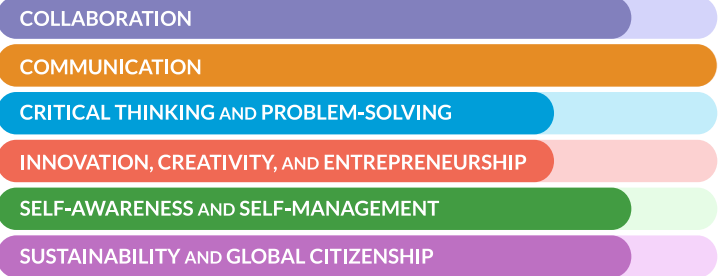 COLLABORATION
COMMUNICATION
CRITICAL THINKING AND PROBLEM-SOLVING
INNOVATION, CREATIVITY, AND ENTREPRENEURSHIP
SELF-AWARENESS AND SELF-MANAGEMENT
SUSTAINABILITY AND GLOBAL CITIZENSHIP